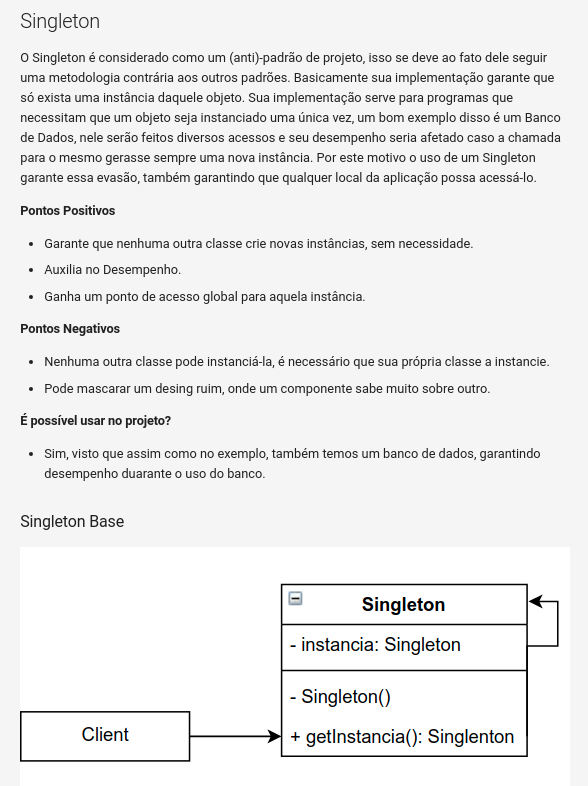 Singleton
O Singleton é considerado como um (anti)-padrão de projeto, isso se deve ao fato dele seguir
uma metodologia contrária aos outros padrões. Basicamente sua implementação garante que
só exista uma instância daquele objeto. Sua implementação serve para programas que
necessitam que um objeto seja instanciado uma única vez, um bom exemplo disso é um Banco
de Dados, nele serão feitos diversos acessos e seu desempenho seria afetado caso a chamada
para o mesmo gerasse sempre uma nova instância. Por este motivo o uso de um Singleton
garante essa evasão, também garantindo que qualquer local da aplicação possa acessá-lo.
Pontos Positivos
• Garante que nenhuma outra classe crie novas instâncias, sem necessidade.
• Auxilia no Desempenho.
• Ganha um ponto de acesso global para aquela instância.
Pontos Negativos
• Nenhuma outra classe pode instanciá-la, é necessário que sua própria classe a instancie.
• Pode mascarar um desing ruim, onde um componente sabe muito sobre outro.
É possível usar no projeto?
• Sim, visto que assim como no exemplo, também temos um banco de dados, garantindo
desempenho duarante o uso do banco.
Singleton Base
Singleton
- instancia: Singleton
- Singleton()
+ getInstancia(): Singlenton
Client